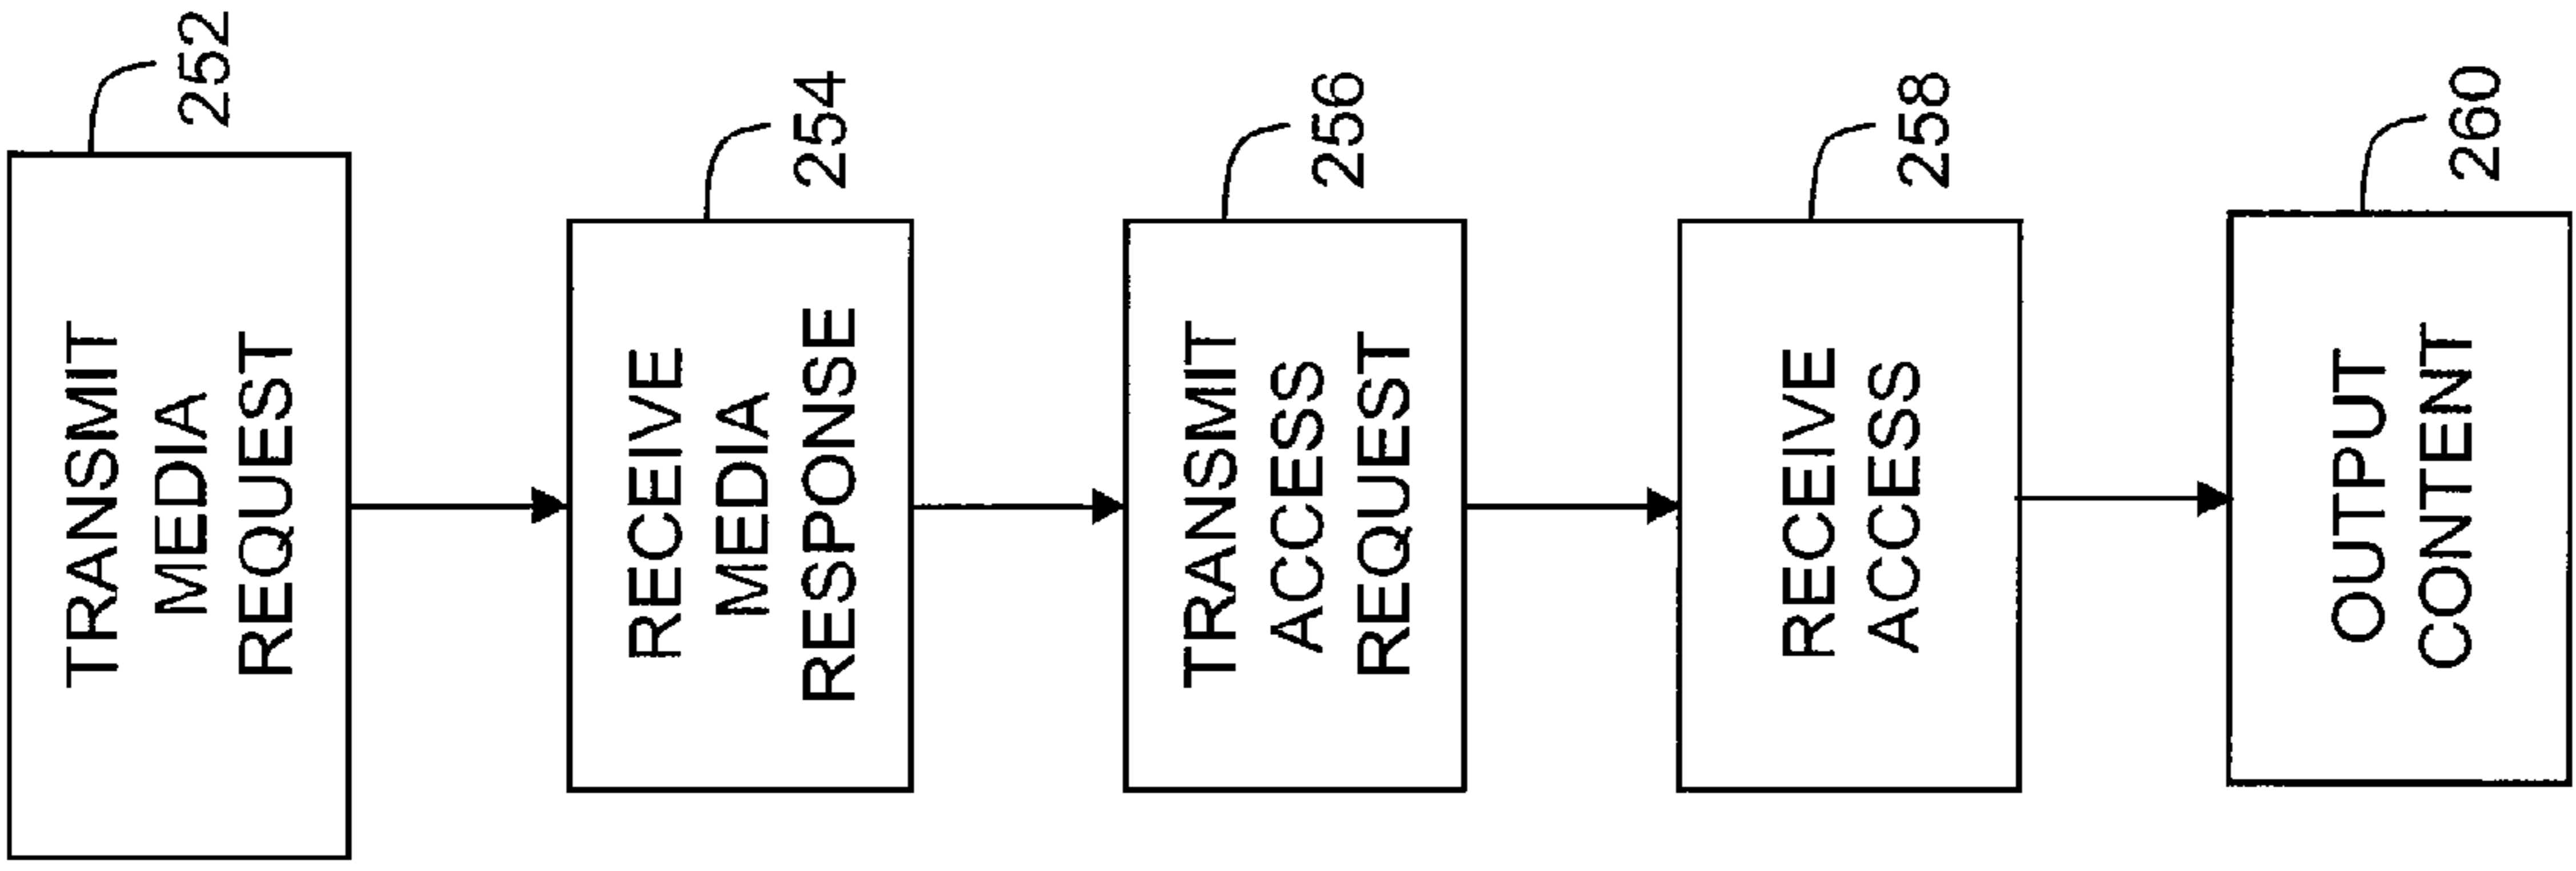 TRANSMIT
MEDIA
REQUEST
252
RECEIVE
MEDIA
RESPONSE
254
TRANSMIT
ACCESS
REQUEST
256
RECEIVE
ACCESS
258
OUTPUT
CONTENT
260